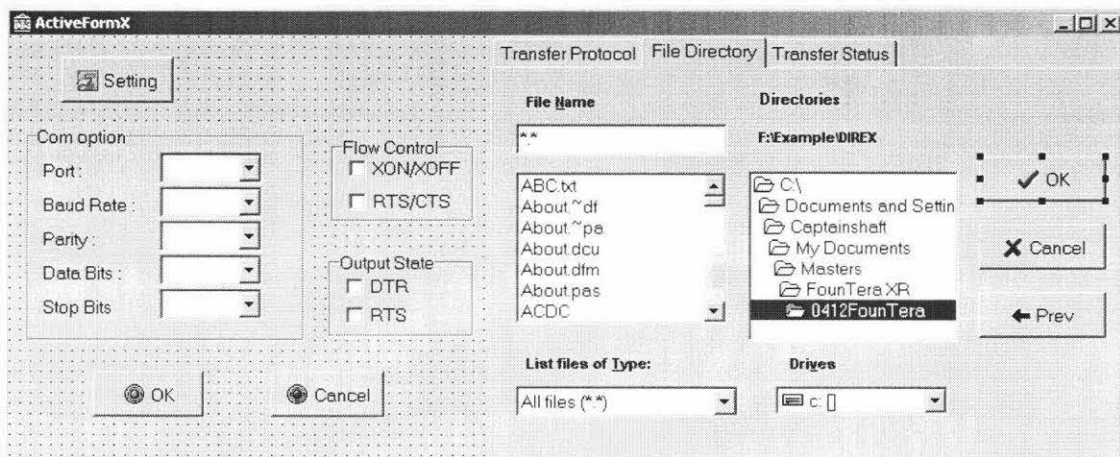 ActiveFormX
Setting
Com option
Port :
Baud Rate :
Parity :
Data Bits :
Stop Bits
Flow Control
XON/XOFF
RTS/CTS
Output State
DTR
RTS
OK
Cancel
Transfer Protocol
File Directory
Transfer Status
File Name
*.*
ABC.txt
About.~df
About.~pa
About.dcu
About.dfm
About.pas
ACDC
List files of Type:
All files (*.*)
Directories
F:\Example\DIREX
C:\
Documents and Settin
Captainshaft
My Documents
Masters
FounTera XR
0412FounTera
Drives
c: []
OK
Cancel
Prev